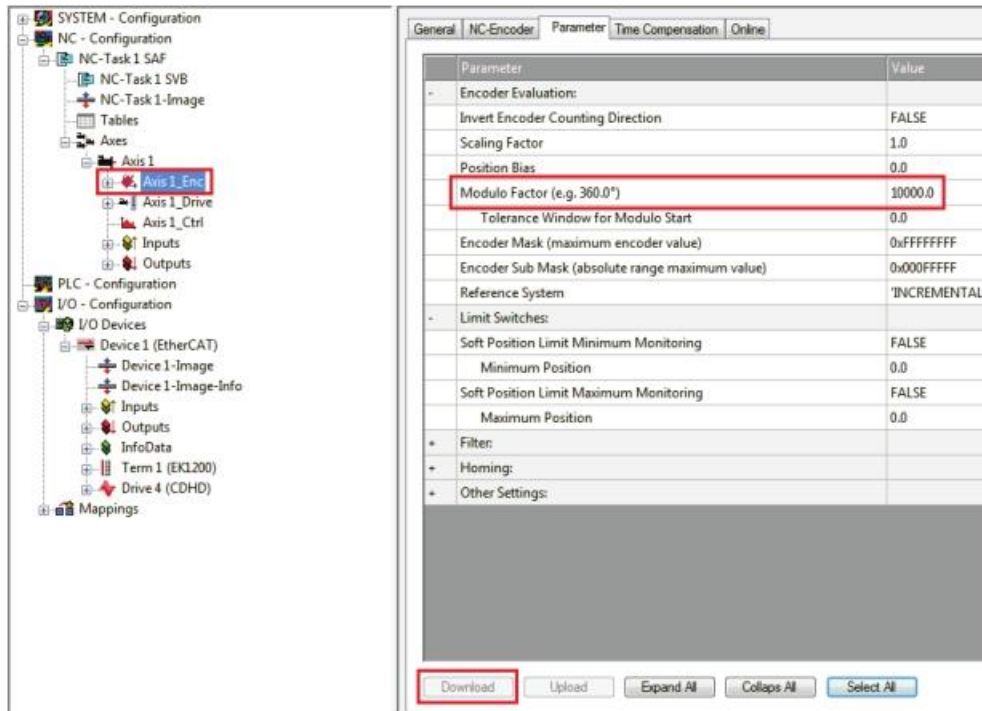 SYSTEM - Configuration
NC - Configuration
NC-Task 1 SAF
NC-Task 1 SVB
NC-Task 1-Image
Tables
Axes
Axis 1
Axis 1_Enc
Axis 1_Drive
Axis 1_Ctrl
Inputs
Outputs
PLC - Configuration
I/O - Configuration
I/O Devices
Device 1 (EtherCAT)
Device 1-Image
Device 1-Image-Info
Inputs
Outputs
InfoData
Term 1 (EK1200)
Drive 4 (CDHD)
Mappings
General NC-Encoder Parameter Time Compensation Online
Parameter Value
Encoder Evaluation:
Invert Encoder Counting Direction FALSE
Scaling Factor 1.0
Position Bias 0.0
Modulo Factor (e.g. 360.0°) 10000.0
Tolerance Window for Modulo Start 0.0
Encoder Mask (maximum encoder value) 0xFFFFFFFF
Encoder Sub Mask (absolute range maximum value) 0x000FFFFF
Reference System 'INCREMENTAL
Limit Switches:
Soft Position Limit Minimum Monitoring FALSE
Minimum Position 0.0
Soft Position Limit Maximum Monitoring FALSE
Maximum Position 0.0
Filter:
Homing:
Other Settings:
Download Upload Expand All Collaps All Select All